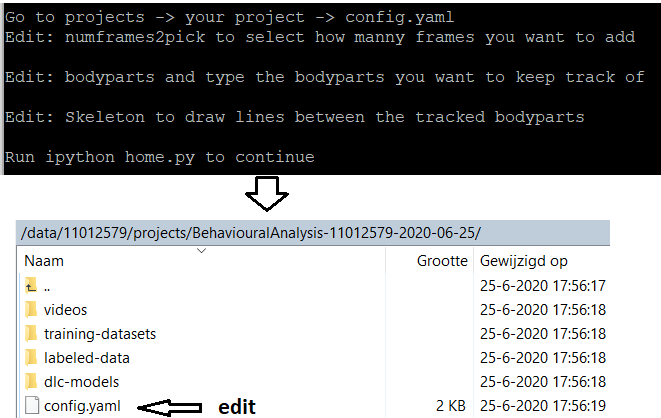 Go to projects -> your project -> config.yaml
Edit: numframes2pick to select how manny frames you want to add
Edit: bodyparts and type the bodyparts you want to keep track of
Edit: Skeleton to draw lines between the tracked bodyparts
Run ipython home.py to continue
/data/11012579/projects/BehaviouralAnalysis-11012579-2020-06-25/
Naam Grootte Gewijzigd op
.. 25-6-2020 17:56:17
videos 25-6-2020 17:56:18
training-datasets 25-6-2020 17:56:18
labeled-data 25-6-2020 17:56:18
dlc-models 25-6-2020 17:56:18
config.yaml edit 2 KB 25-6-2020 17:56:19